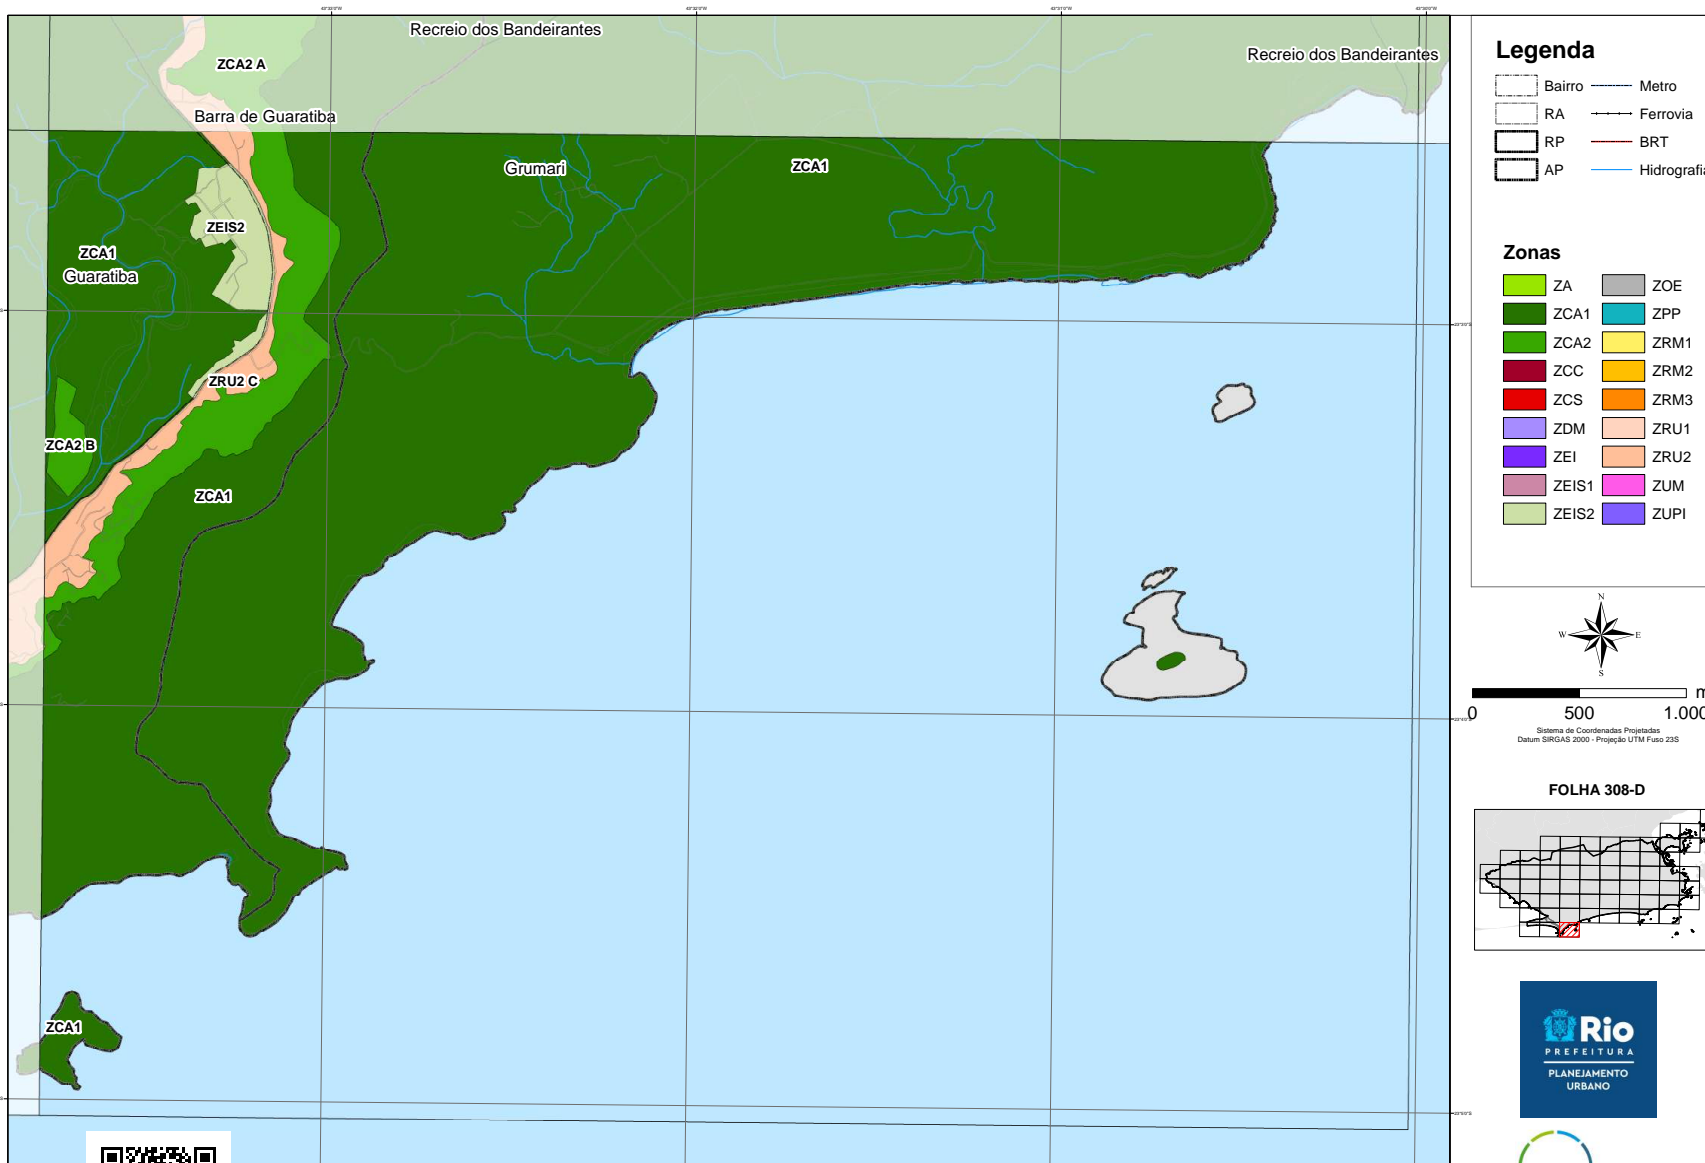 Recreio dos Bandeirantes
Recreio dos Bandeirantes
ZCA2 A
Barra de Guaratiba
Grumari
ZCA1
ZEIS2
ZCA1
Guaratiba
ZRU2 C
ZCA2 B
ZCA1
ZCA1
Legenda
Bairro
Metro
RA
Ferrovia
RP
BRT
AP
Hidrografia
Zonas
ZA
ZOE
ZCA1
ZPP
ZCA2
ZRM1
ZCC
ZRM2
ZCS
ZRM3
ZDM
ZRU1
ZEI
ZRU2
ZEIS1
ZUM
ZEIS2
ZUPI
N
W
E
S
m
0
500
1.000
Sistema de Coordenadas Projetadas
Datum SIRGAS 2000 - Projeção UTM Fuso 23S
FOLHA 308-D
Rio
PREFEITURA
PLANEJAMENTO
URBANO